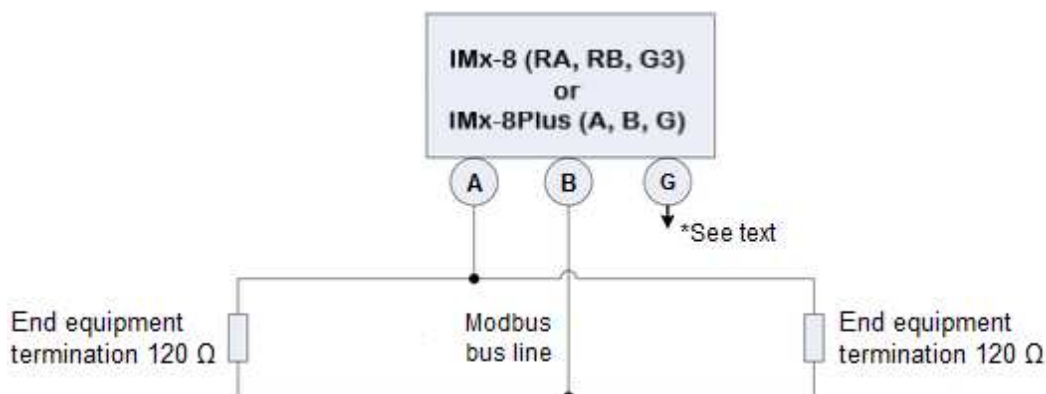 IMx-8 (RA, RB, G3)
or
IMx-8Plus (A, B, G)
A B G
*See text
End equipment
termination 120 Ω
Modbus
bus line
End equipment
termination 120 Ω